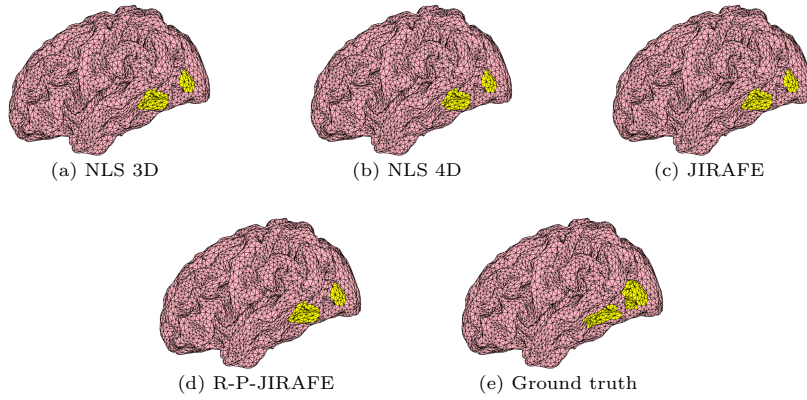 (a) NLS 3D
(b) NLS 4D
(c) JIRAFE
(d) R-P-JIRAFE
(e) Ground truth